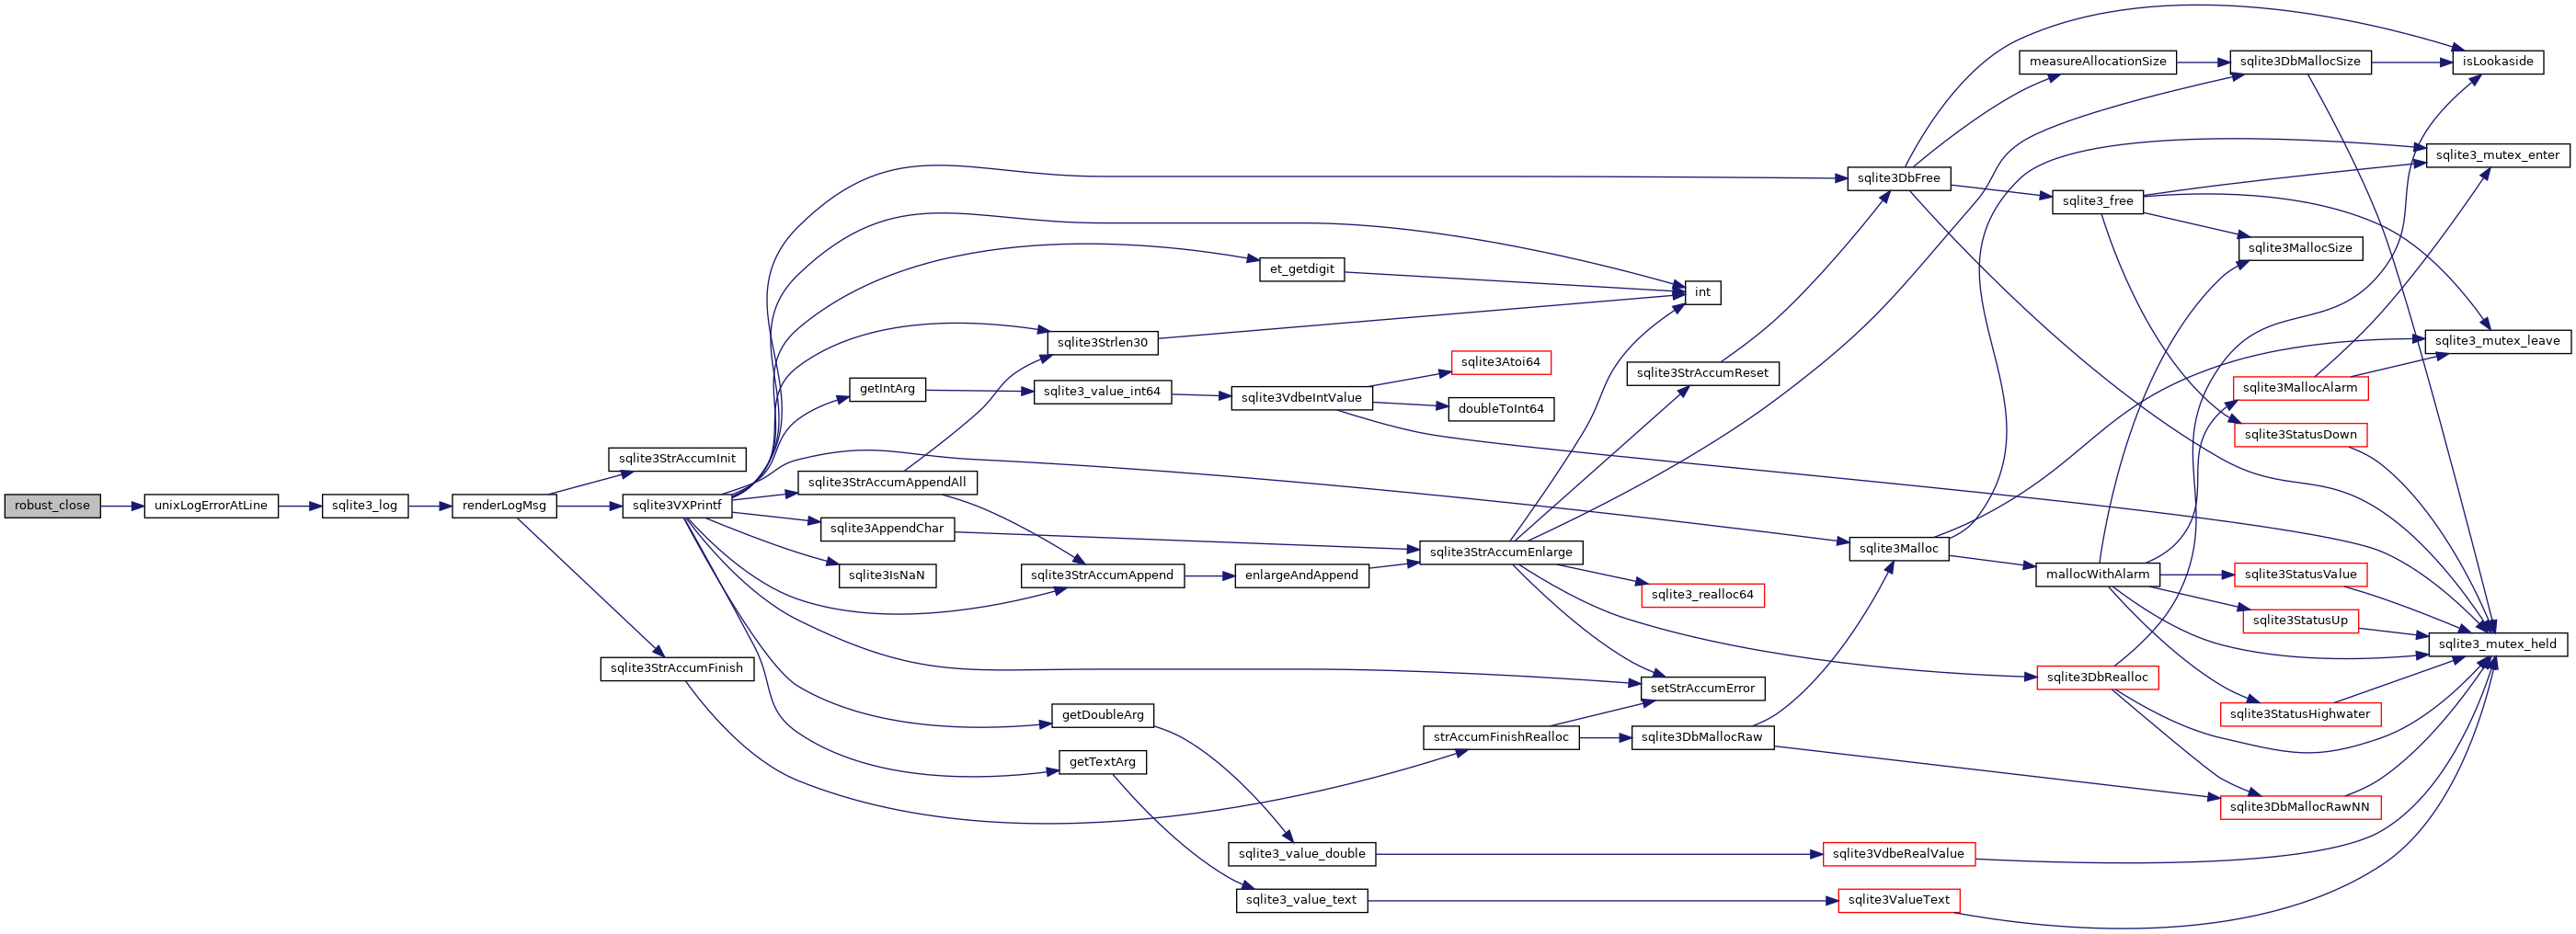 robust_close
unixLogErrorAtLine
sqlite3_log
renderLogMsg
sqlite3StrAccumInit
sqlite3VXPrintf
sqlite3StrAccumFinish
sqlite3StrAccumAppendAll
sqlite3AppendChar
sqlite3IsNaN
getIntArg
sqlite3StrAccumAppend
sqlite3Strlen30
sqlite3_value_int64
getDoubleArg
getTextArg
et_getdigit
sqlite3VdbeIntValue
enlargeAndAppend
sqlite3_value_double
sqlite3_value_text
sqlite3Atoi64
doubleToInt64
sqlite3StrAccumEnlarge
strAccumFinishRealloc
int
sqlite3StrAccumReset
sqlite3_realloc64
setStrAccumError
sqlite3DbMallocRaw
sqlite3DbFree
sqlite3Malloc
sqlite3VdbeRealValue
sqlite3ValueText
measureAllocationSize
sqlite3_free
mallocWithAlarm
sqlite3DbRealloc
sqlite3DbMallocSize
sqlite3MallocSize
sqlite3MallocAlarm
sqlite3StatusDown
sqlite3StatusValue
sqlite3StatusUp
sqlite3StatusHighwater
sqlite3DbMallocRawNN
isLookaside
sqlite3_mutex_enter
sqlite3_mutex_leave
sqlite3_mutex_held